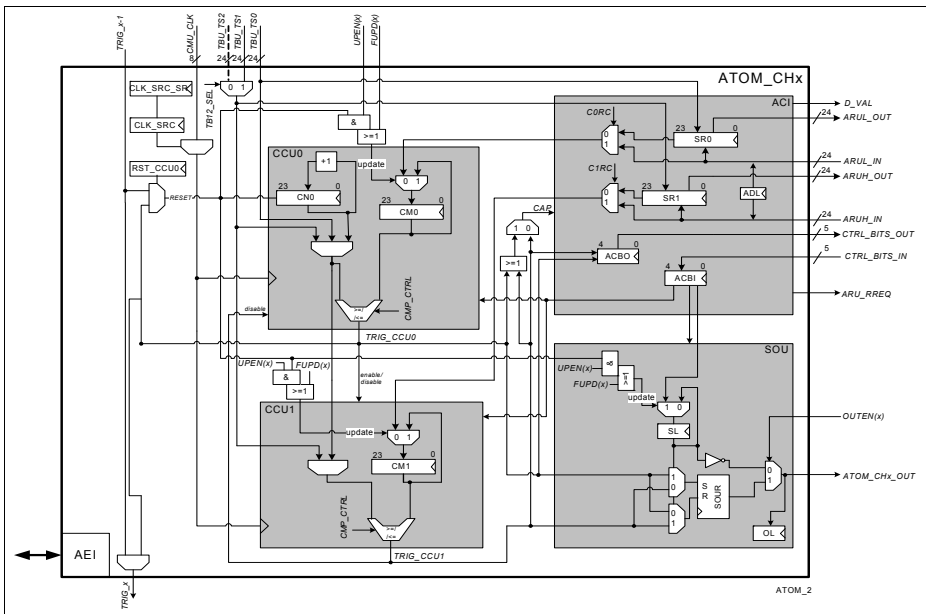 TRIG_x-1
CMU_CLK
TBU_TS2
TBU_TS1
TBU_TS0
UPEN(x)
FUPD(x)
8
24
24
24
ATOM_CHx
CLK_SRC_SR
TB12_SEL
0 1
CLK_SRC
RST_CCU0
RESET
&
>=1
update
CCU0
+1
23 0
CN0
0 1
23 0
CM0
>=/
/<=
CMP_CTRL
disable
TRIG_CCU0
ACI
D_VAL
C0RC
0
1
23 0
SR0
24
ARUL_OUT
24
ARUL_IN
C1RC
0
1
23 0
SR1
24
ARUH_OUT
ADL
24
ARUH_IN
CAP
1 0
>=1
4 0
ACBO
5
CTRL_BITS_OUT
5
CTRL_BITS_IN
4 0
ACBI
ARU_RREQ
UPEN(x)
FUPD(x)
&
>=1
enable/
disable
CCU1
update
0 1
23 0
CM1
>=/
/<=
CMP_CTRL
TRIG_CCU1
SOU
UPEN(x)
&
FUPD(x)
>=1
update
1 0
SL
OUTEN(x)
1
0
S
R
SOUR
0
1
0
1
ATOM_CHx_OUT
OL
AEI
TRIG_x
ATOM_2